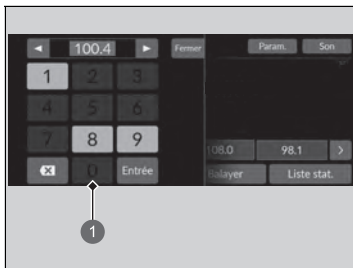 ◄ 100.4 ► Fermer Param. Son
1 2 3
4 5 6
7 8 9
108.0 98.1 >
0 Entrée Balayer Liste stat.
1